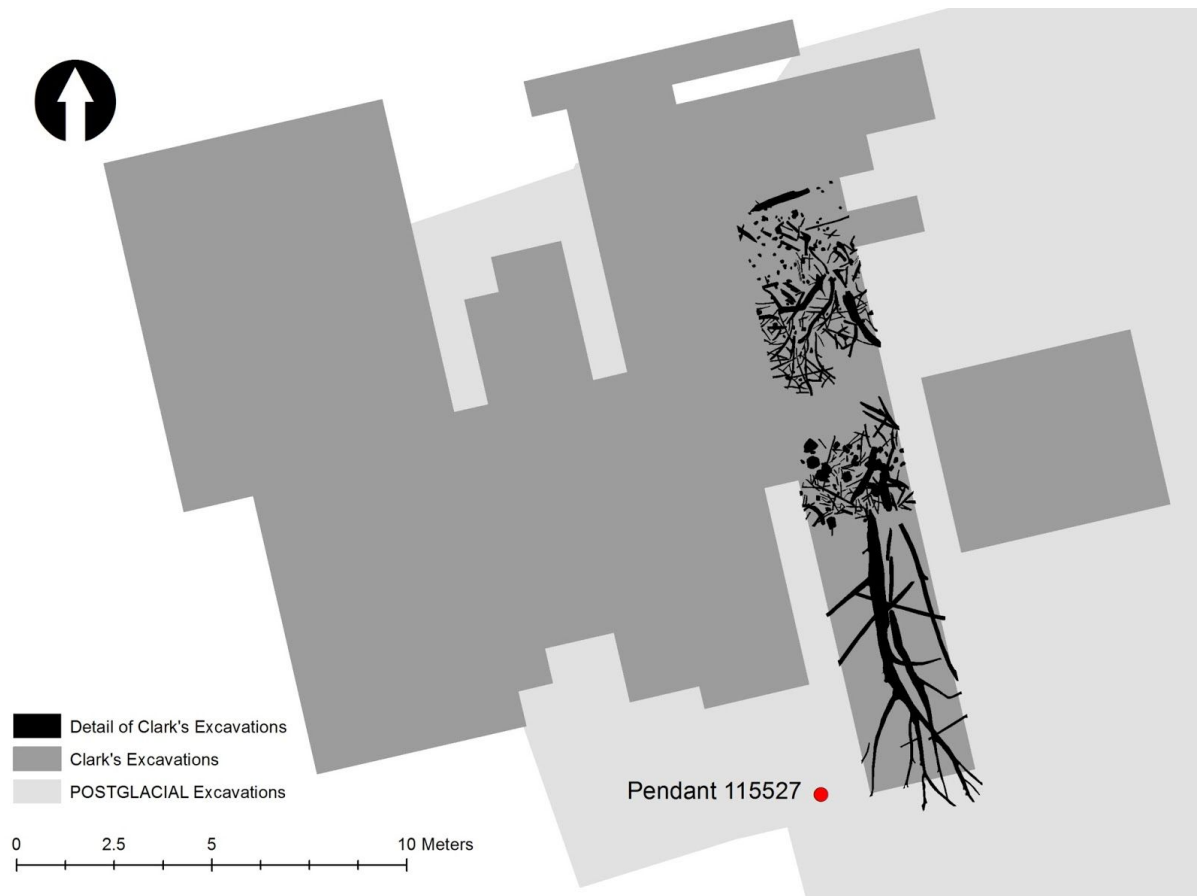 Pendant 115527
Detail of Clark's Excavations
Clark's Excavations
POSTGLACIAL Excavations
0 2.5 5 10 Meters